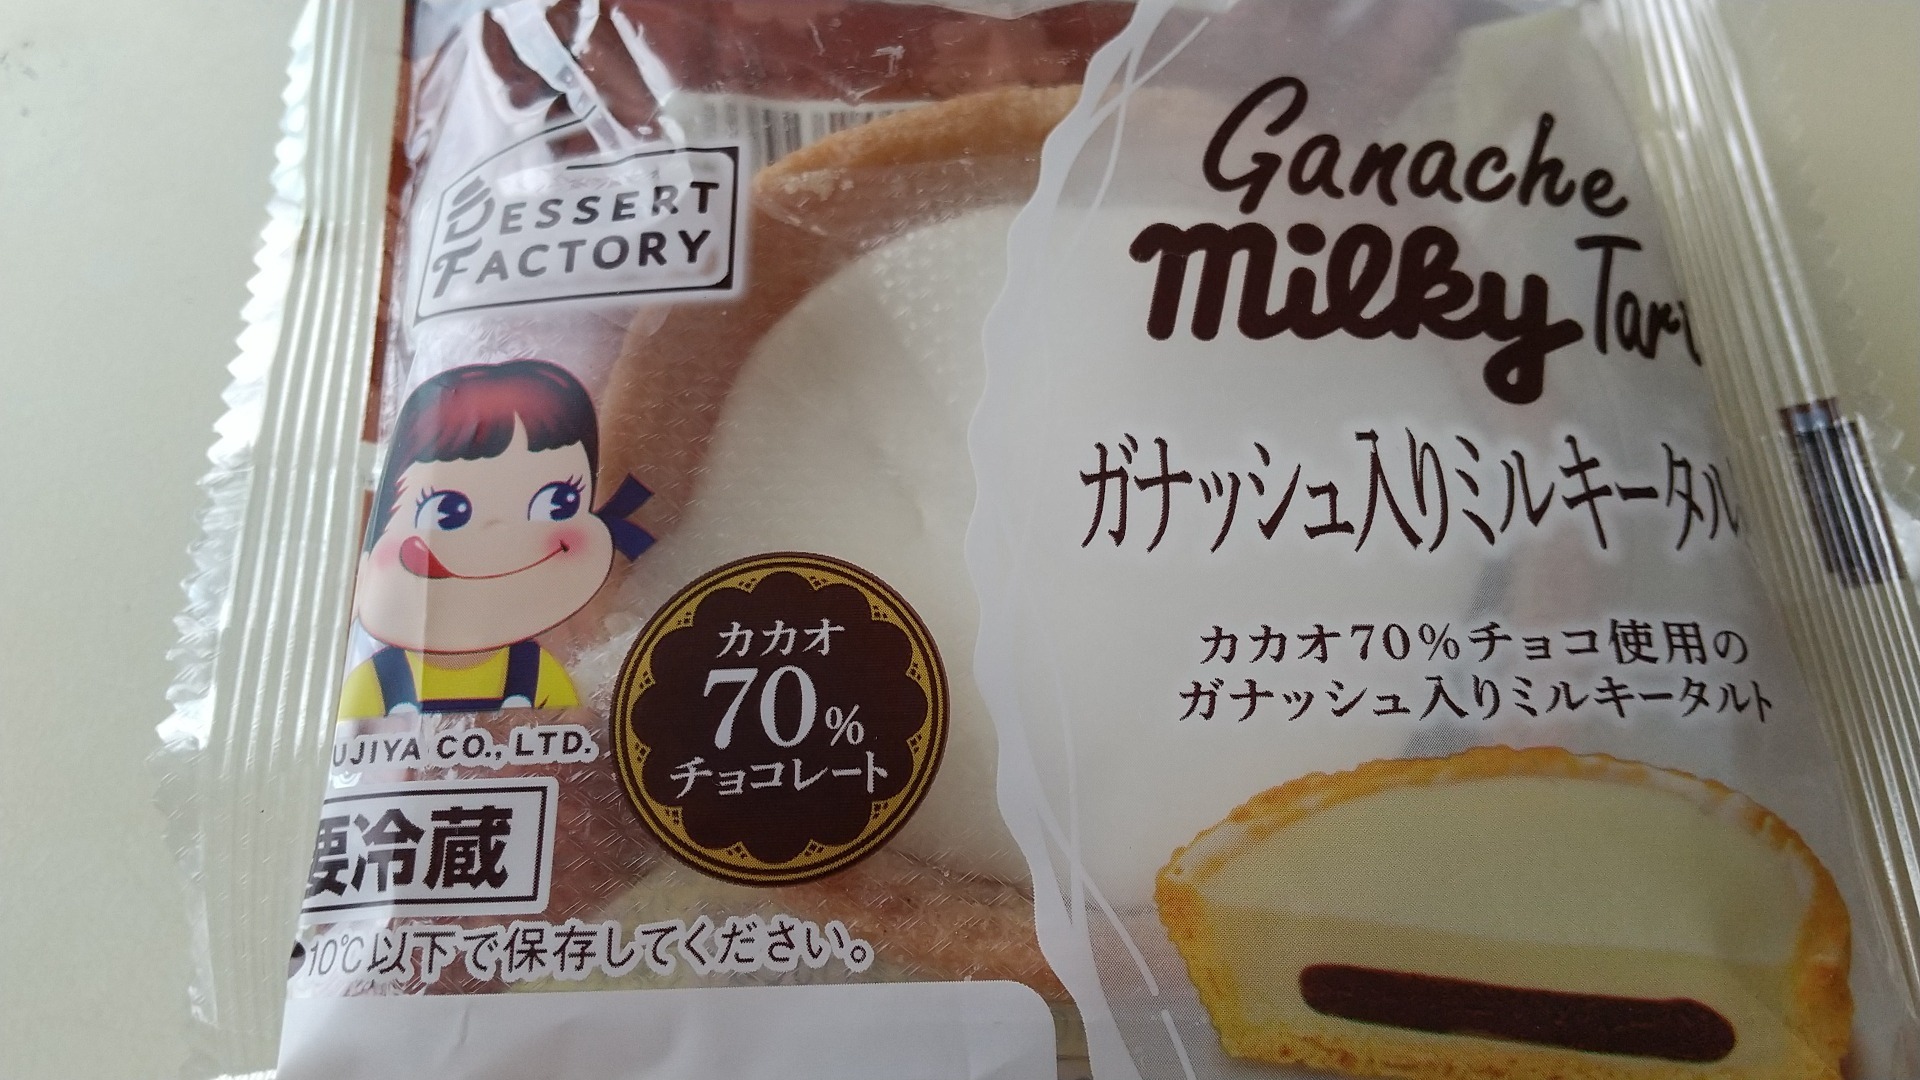 DESSERT
FACTORY
Ganache
Milky Tart
ガナッシュ入りミルキータル
カカオ
70%
チョコレート
カカオ70%チョコ使用の
ガナッシュ入りミルキータルト
UJIYA CO., LTD.
要冷蔵
●10℃以下で保存してください。